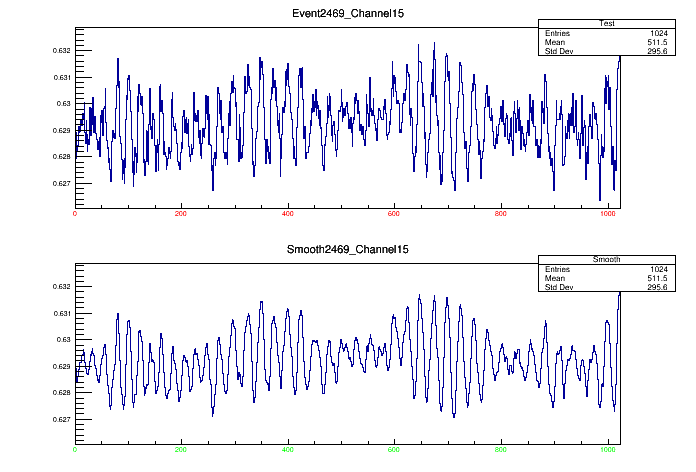 Event2469_Channel15
Test
Entries 1024
Mean 511.5
Std Dev 295.6
0.632
0.631
0.63
0.629
0.628
0.627
0 200 400 600 800 1000
Smooth2469_Channel15
Smooth
Entries 1024
Mean 511.5
Std Dev 295.6
0.632
0.631
0.63
0.629
0.628
0.627
0 200 400 600 800 1000